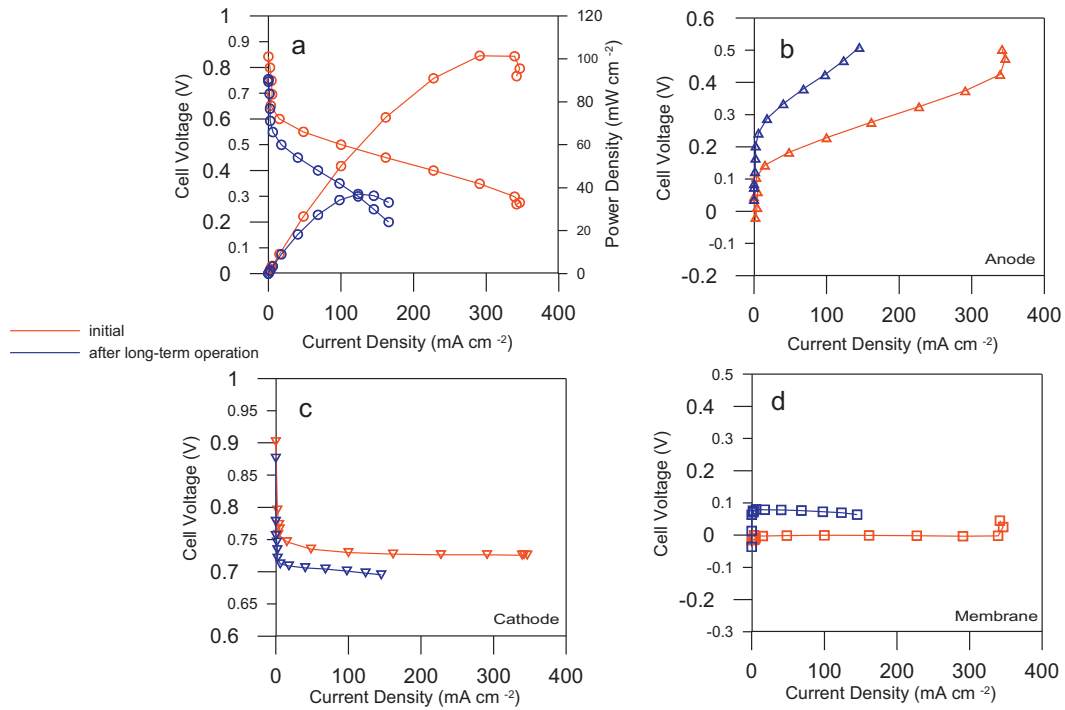 a
Cell Voltage (V)
1
0.9
0.8
0.7
0.6
0.5
0.4
0.3
0.2
0.1
0
120
100
80
60
40
20
0
Power Density (mW cm -2)
0 100 200 300 400
Current Density (mA cm -2)
b
Cell Voltage (V)
0.6
0.5
0.4
0.3
0.2
0.1
0
-0.1
-0.2
Anode
0 100 200 300 400
Current Density (mA cm -2)
initial
after long-term operation
c
Cell Voltage (V)
1
0.95
0.9
0.85
0.8
0.75
0.7
0.65
0.6
Cathode
0 100 200 300 400
Current Density (mA cm -2)
d
Cell Voltage (V)
0.5
0.4
0.3
0.2
0.1
0
-0.1
-0.2
-0.3
Membrane
0 100 200 300 400
Current Density (mA cm -2)